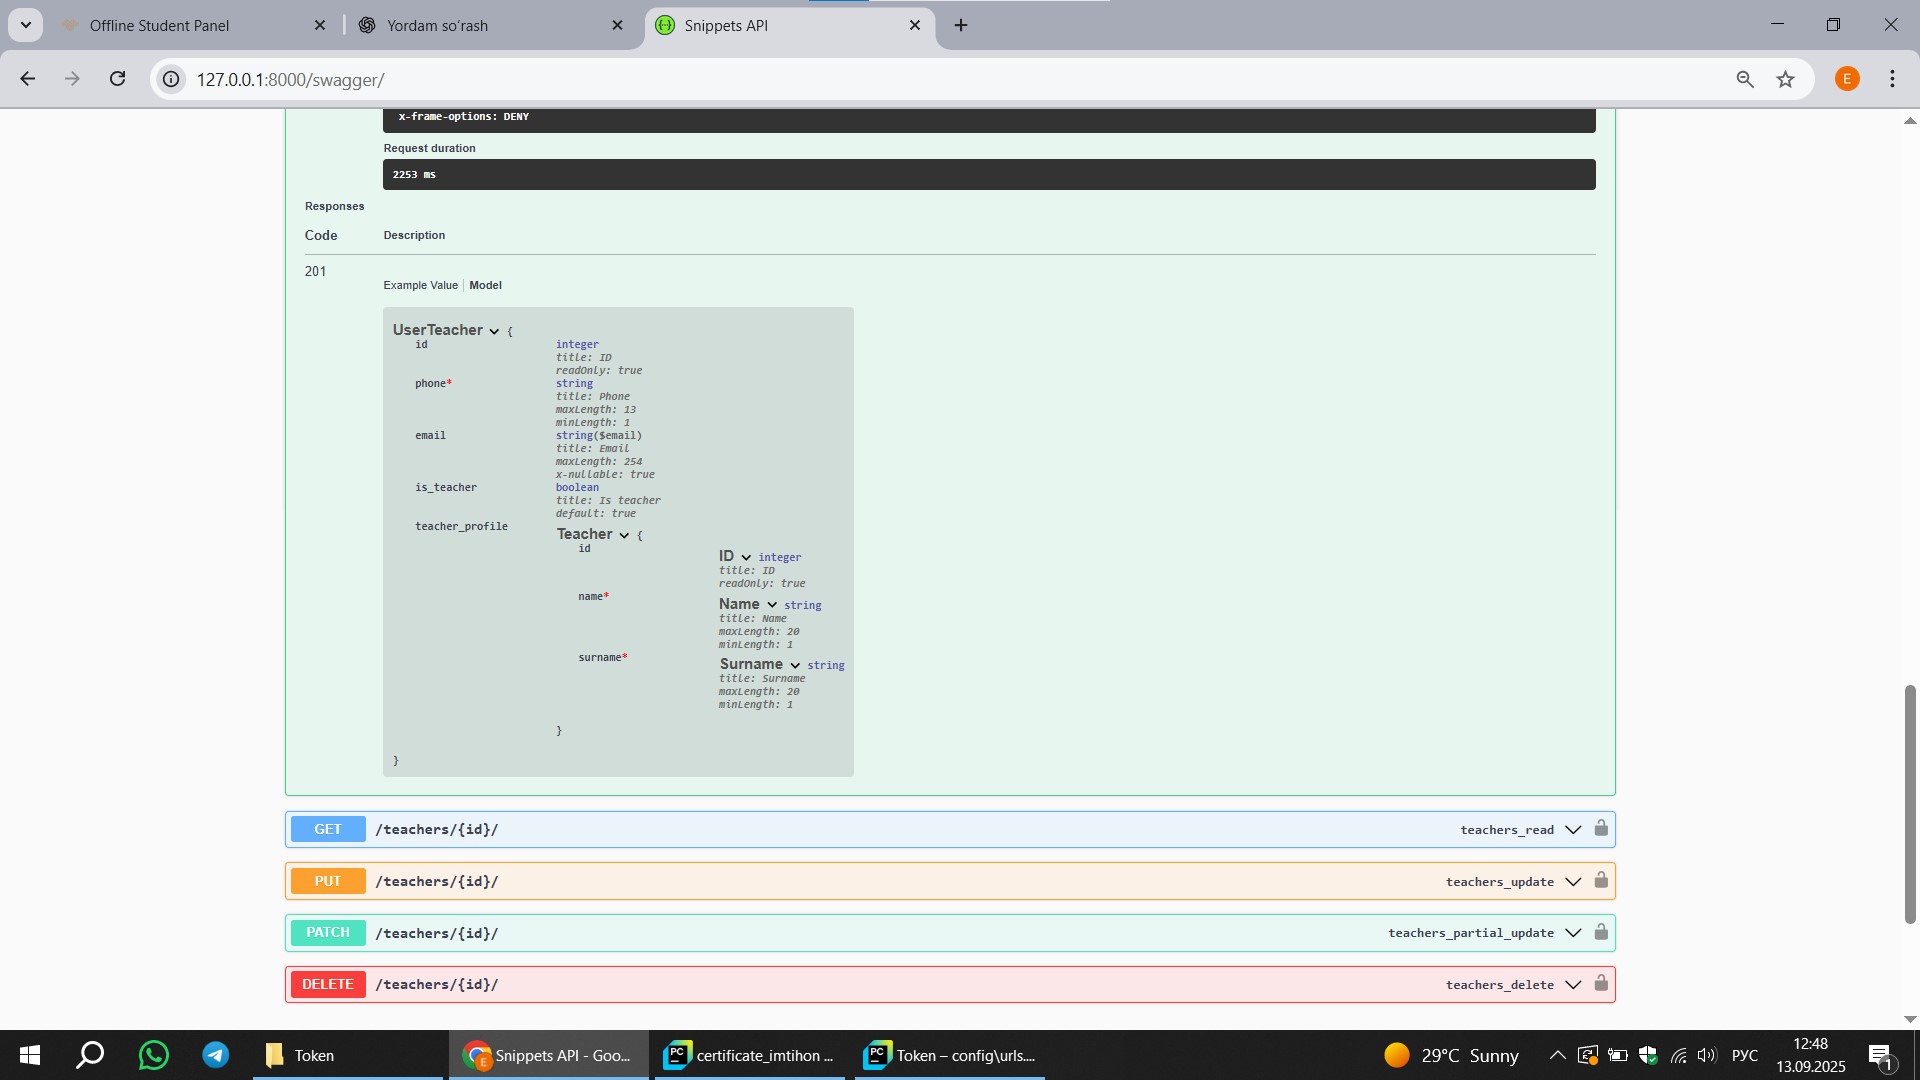 Offline Student Panel
Yordam so‘rash
Snippets API
127.0.0.1:8000/swagger/
E
x-frame-options: DENY
Request duration
2253 ms
Responses
Code Description
201
Example Value Model
UserTeacher {
id integer
title: ID
readOnly: true
phone* string
title: Phone
maxLength: 13
minLength: 1
email string($email)
title: Email
maxLength: 254
x-nullable: true
is_teacher boolean
title: Is teacher
default: true
teacher_profile Teacher {
id ID integer
title: ID
readOnly: true
name* Name string
title: Name
maxLength: 20
minLength: 1
surname* Surname string
title: Surname
maxLength: 20
minLength: 1
}
}
GET /teachers/{id}/ teachers_read
PUT /teachers/{id}/ teachers_update
PATCH /teachers/{id}/ teachers_partial_update
DELETE /teachers/{id}/ teachers_delete
Token
E
Snippets API - Goo...
PC
certificate_imtihon ...
PC
Token – config\urls....
29°C Sunny
РУС
12:48
13.09.2025
1